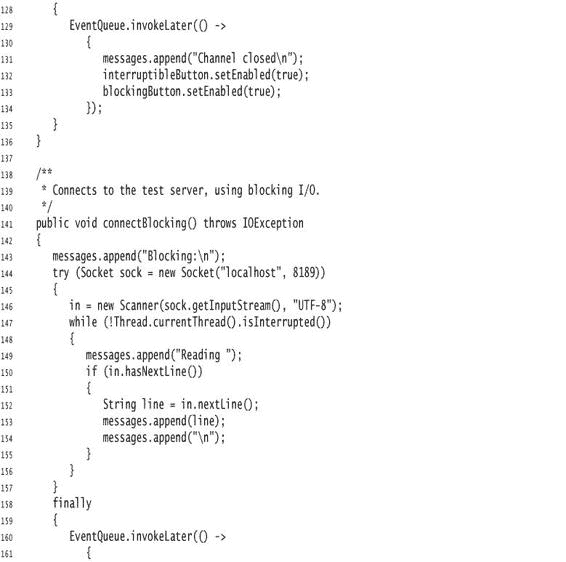 128 {
129 EventQueue.invokeLater(() ->
130 {
131 messages.append("Channel closed\n");
132 interruptibleButton.setEnabled(true);
133 blockingButton.setEnabled(true);
134 });
135 }
136 }
137
138 /**
139 * Connects to the test server, using blocking I/O.
140 */
141 public void connectBlocking() throws IOException
142 {
143 messages.append("Blocking:\n");
144 try (Socket sock = new Socket("localhost", 8189))
145 {
146 in = new Scanner(sock.getInputStream(), "UTF-8");
147 while (!Thread.currentThread().isInterrupted())
148 {
149 messages.append("Reading ");
150 if (in.hasNextLine())
151 {
152 String line = in.nextLine();
153 messages.append(line);
154 messages.append("\n");
155 }
156 }
157 }
158 finally
159 {
160 EventQueue.invokeLater(() ->
161 {